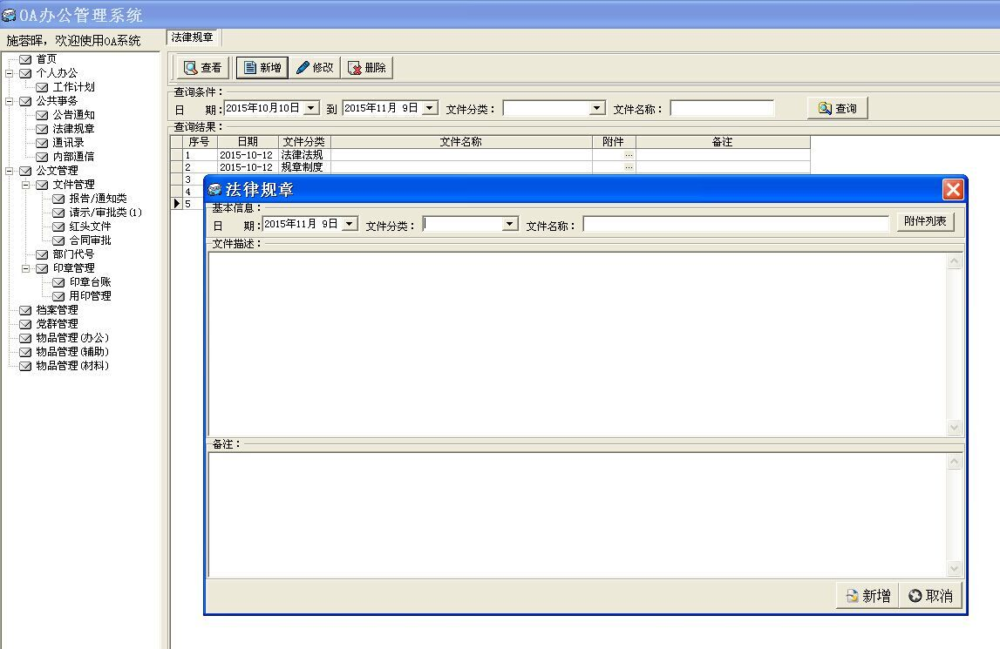 OA办公管理系统
施蓉晖，欢迎使用OA系统
首页
个人办公
工作计划
公共事务
公告通知
法律规章
通讯录
内部通信
公文管理
文件管理
报告/通知类
请示/审批类(1)
红头文件
合同审批
部门代号
印章管理
印章台账
用印管理
档案管理
党群管理
物品管理(办公)
物品管理(辅助)
物品管理(材料)
法律规章
查看 新增 修改 删除
查询条件：
日 期：2015年10月10日 到 2015年11月 9日 文件分类： 文件名称： 查询
查询结果：
序号 日期 文件分类 文件名称 附件 备注
1 2015-10-12 法律法规 ...
2 2015-10-12 规章制度 ...
3
4
5
法律规章
基本信息：
日 期：2015年11月 9日 文件分类： 文件名称： 附件列表
文件描述：
备注：
新增 取消